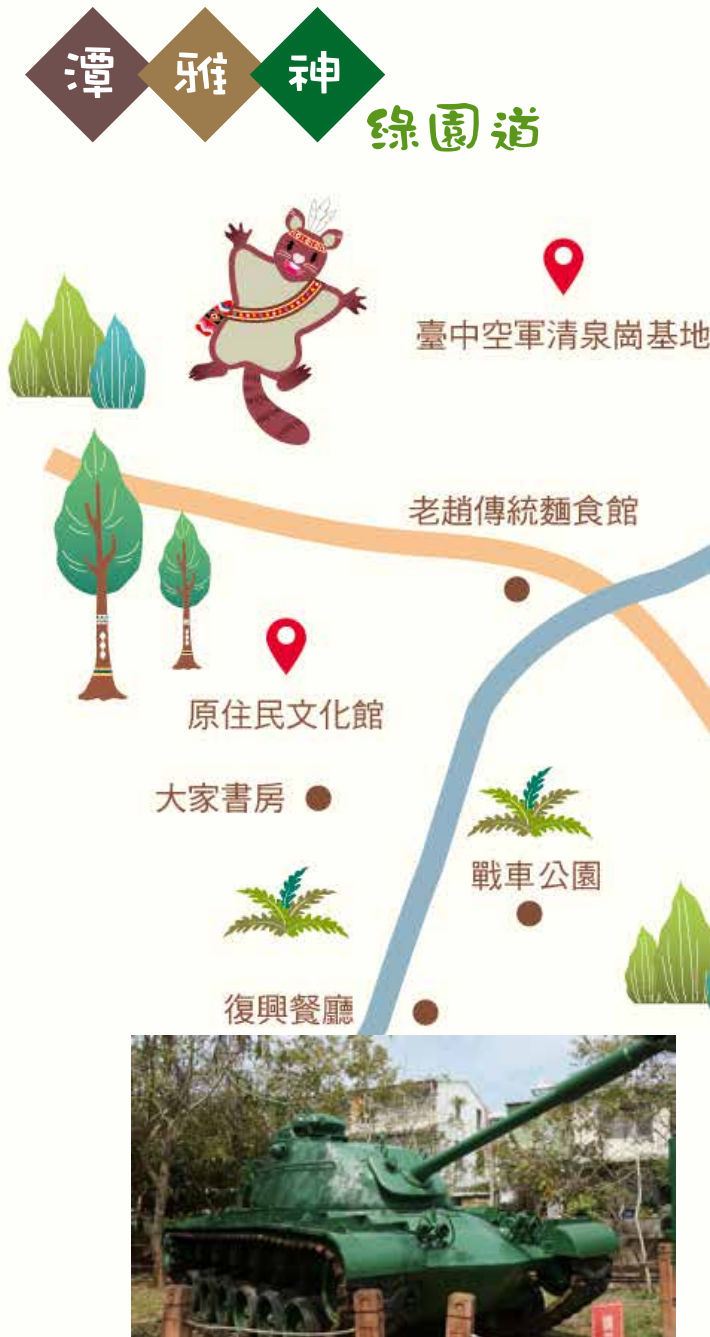 潭雅神
綠園道
臺中空軍清泉崗基地
老趙傳統麵食館
原住民文化館
大家書房
戰車公園
復興餐廳